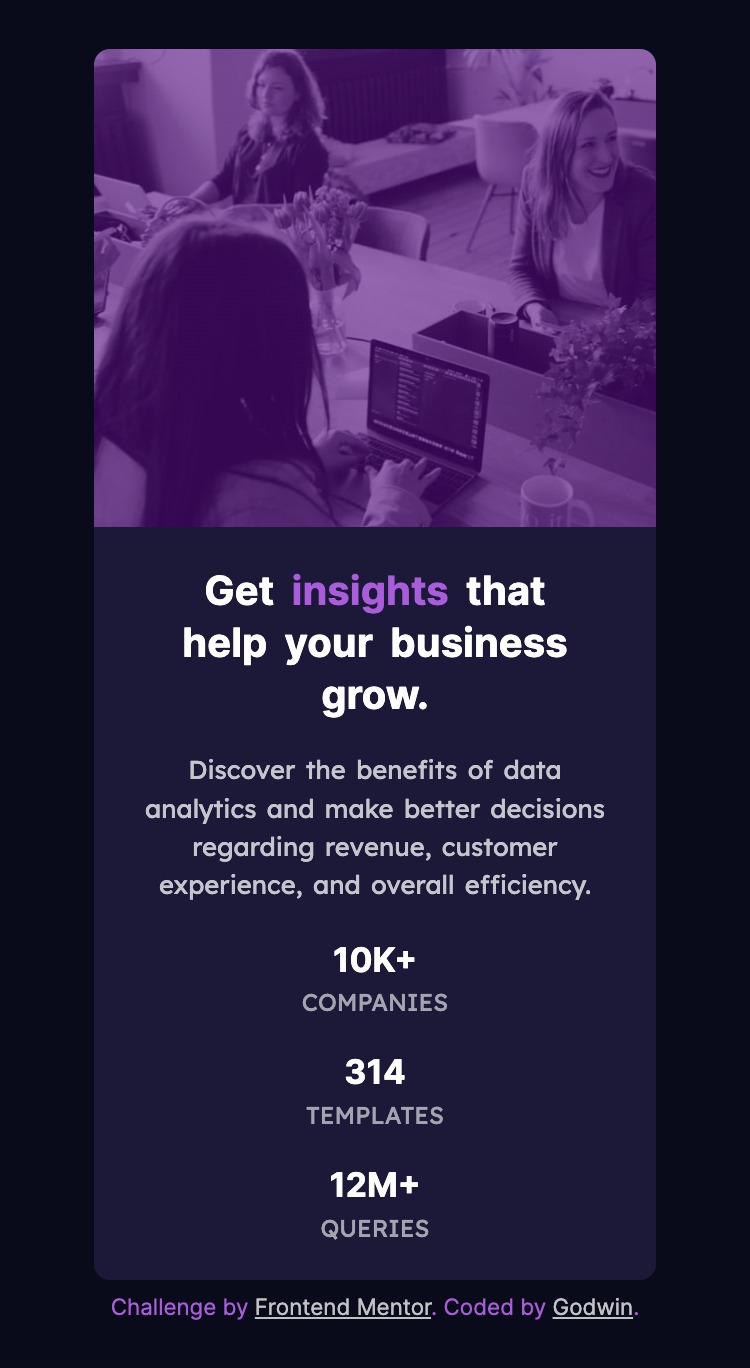 Get insights that
help your business
grow.
Discover the benefits of data
analytics and make better decisions
regarding revenue, customer
experience, and overall efficiency.
10K+
COMPANIES
314
TEMPLATES
12M+
QUERIES
Challenge by Frontend Mentor. Coded by Godwin.